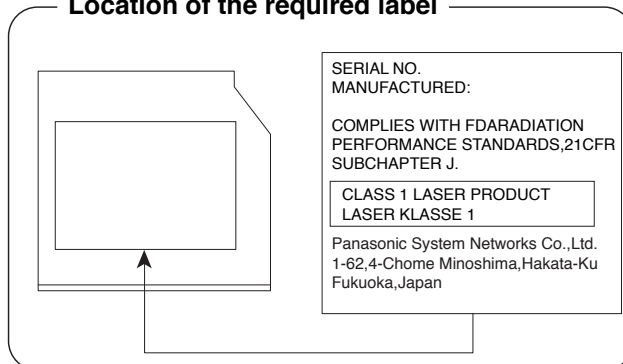 Location of the required label
SERIAL NO.
MANUFACTURED:
COMPLIES WITH FDARADIATION
PERFORMANCE STANDARDS,21CFR
SUBCHAPTER J.
CLASS 1 LASER PRODUCT
LASER KLASSE 1
Panasonic System Networks Co.,Ltd.
1-62,4-Chome Minoshima,Hakata-Ku
Fukuoka,Japan